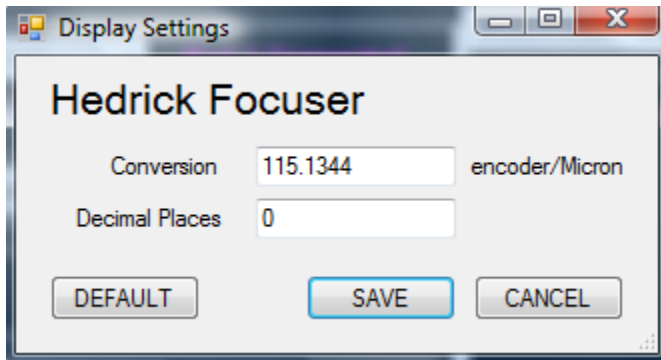 Display Settings
Hedrick Focuser
Conversion 115.1344 encoder/Micron
Decimal Places 0
DEFAULT SAVE CANCEL